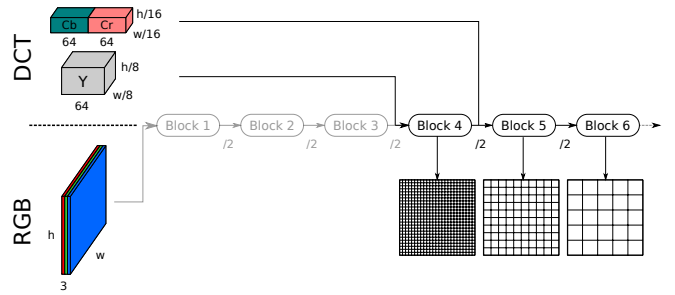 DCT
Cb Cr
h/16
w/16
64 64
Y
h/8
w/8
64
Block 1 Block 2 Block 3 Block 4 Block 5 Block 6
/2 /2 /2 /2 /2
RGB
h
w
3